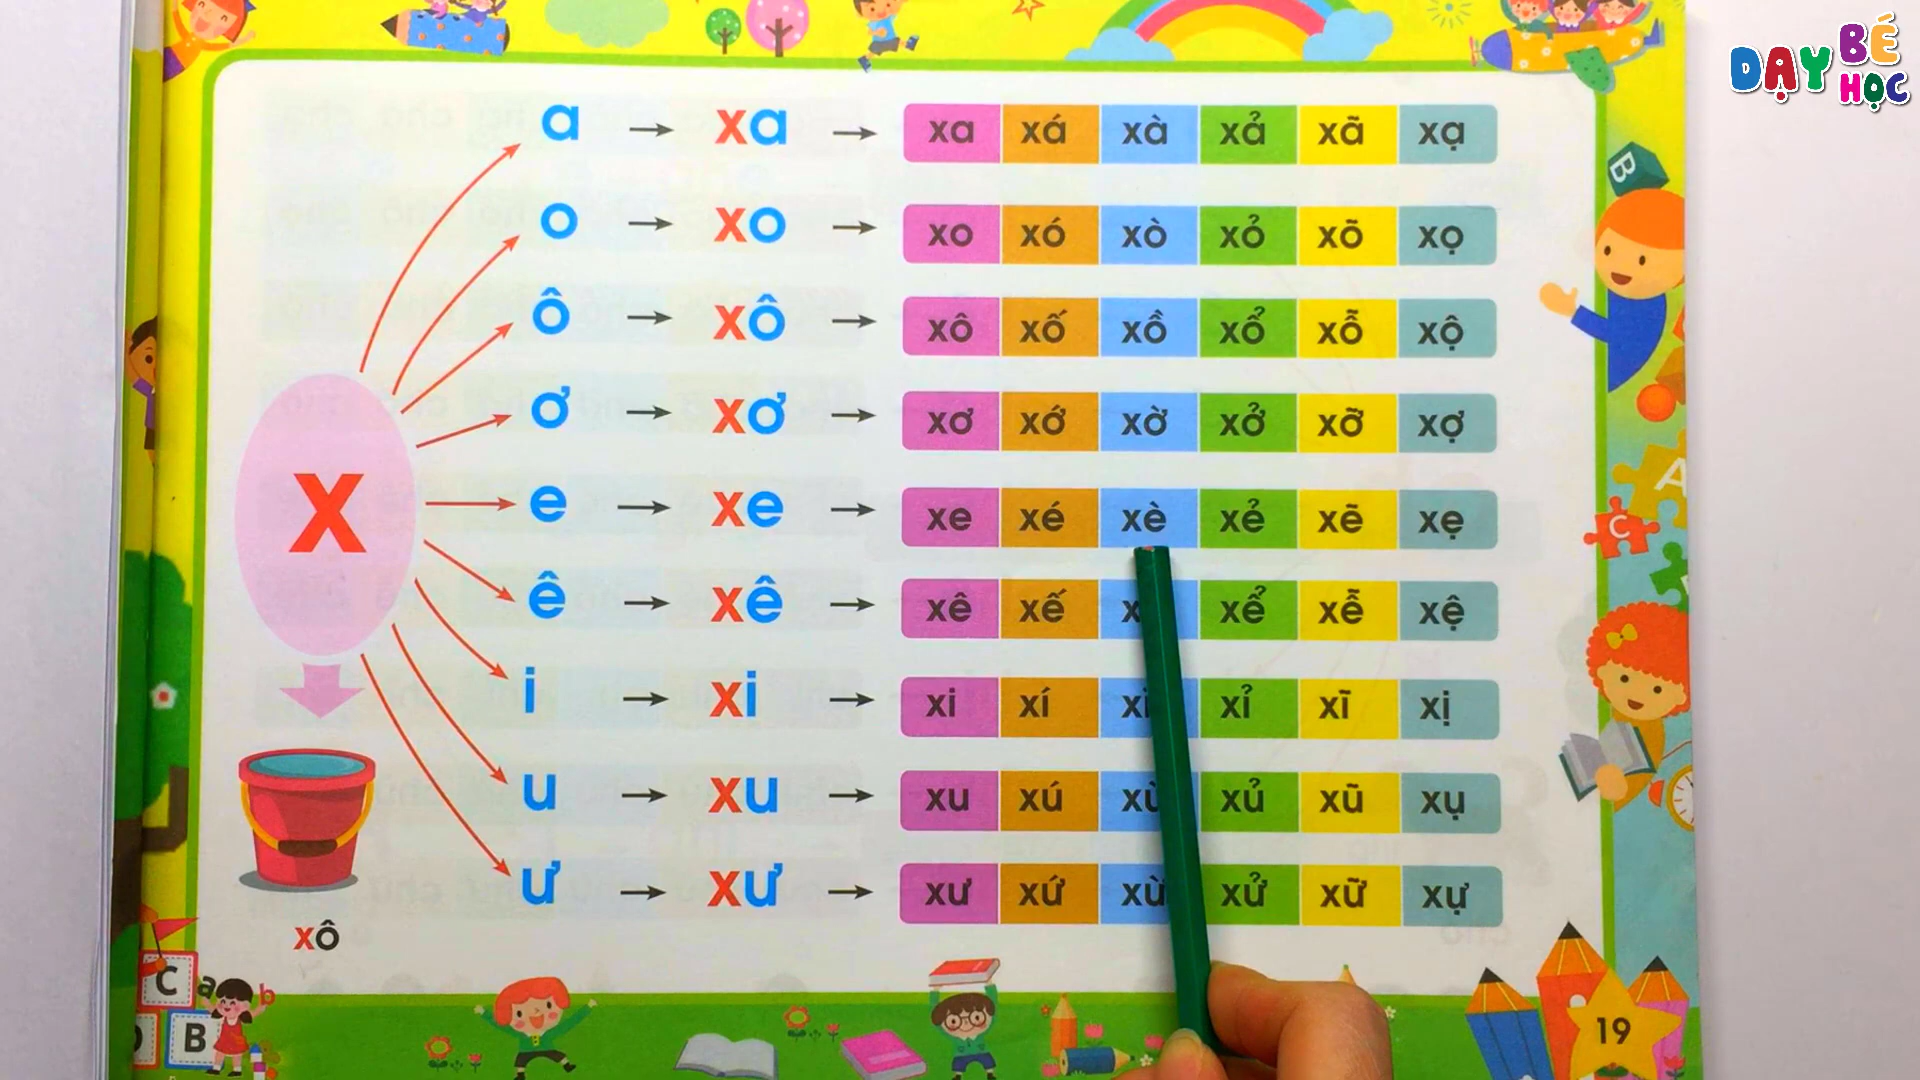 DẠY BÉ HỌC
a → xa → xa xá xà xả xã xạ
o → xo → xo xó xò xỏ xõ xọ
ô → xô → xô xố xồ xổ xỗ xộ
ơ → xơ → xơ xớ xờ xở xỡ xợ
x
e → xe → xe xé xè xẻ xẽ xẹ
ê → xê → xê xế xể xễ xệ
i → xi → xi xí xì xỉ xĩ xị
u → xu → xu xú xù xủ xũ xụ
ư → xư → xư xứ xừ xử xữ xự
xô
B
A
C
C a b
B
19